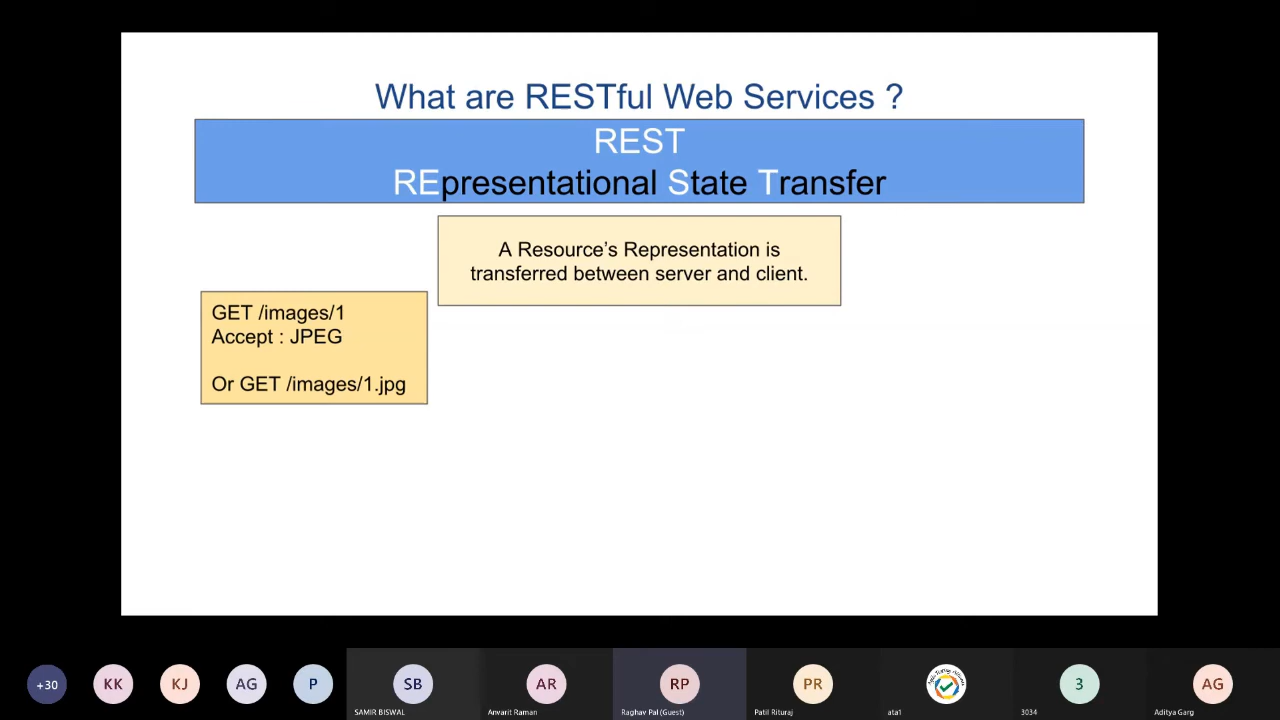 What are RESTful Web Services ?
REST
REpresentational State Transfer
A Resource’s Representation is
transferred between server and client.
GET /images/1
Accept : JPEG
Or GET /images/1.jpg
+30
KK
KJ
AG
P
SB
AR
RP
PR
3
AG
SAMIR BISWAL
Anvarit Raman
Raghav Pal (Guest)
Patil Rituraj
ata1
3034
Aditya Garg